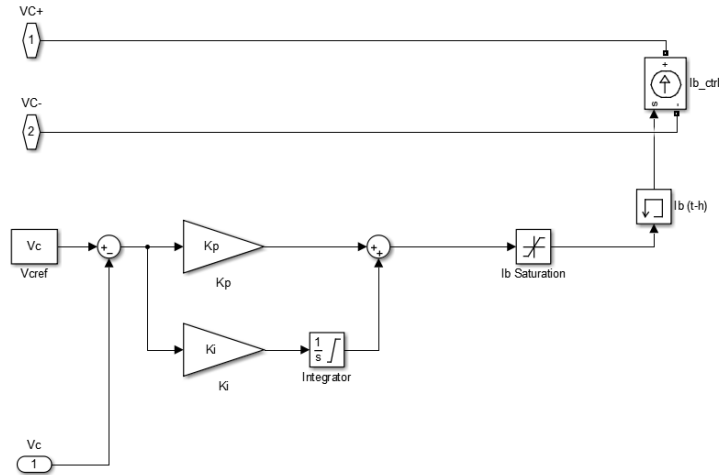 VC+
1
VC-
2
+
s
-
Ib_ctrl
Ib (t-h)
Vc
Vcref
+
−
Kp
Kp
+
+
Ib Saturation
Ki
Ki
1
s
Integrator
Vc
1